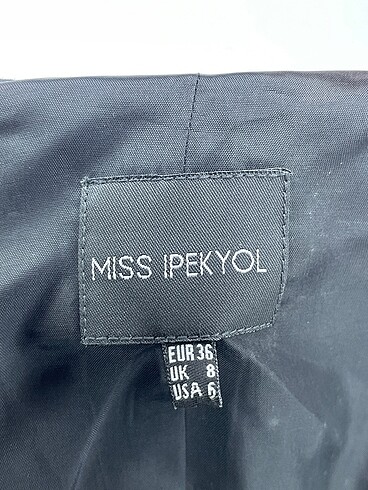 MISS IPEKYOL
EUR 36
UK 8
USA 6